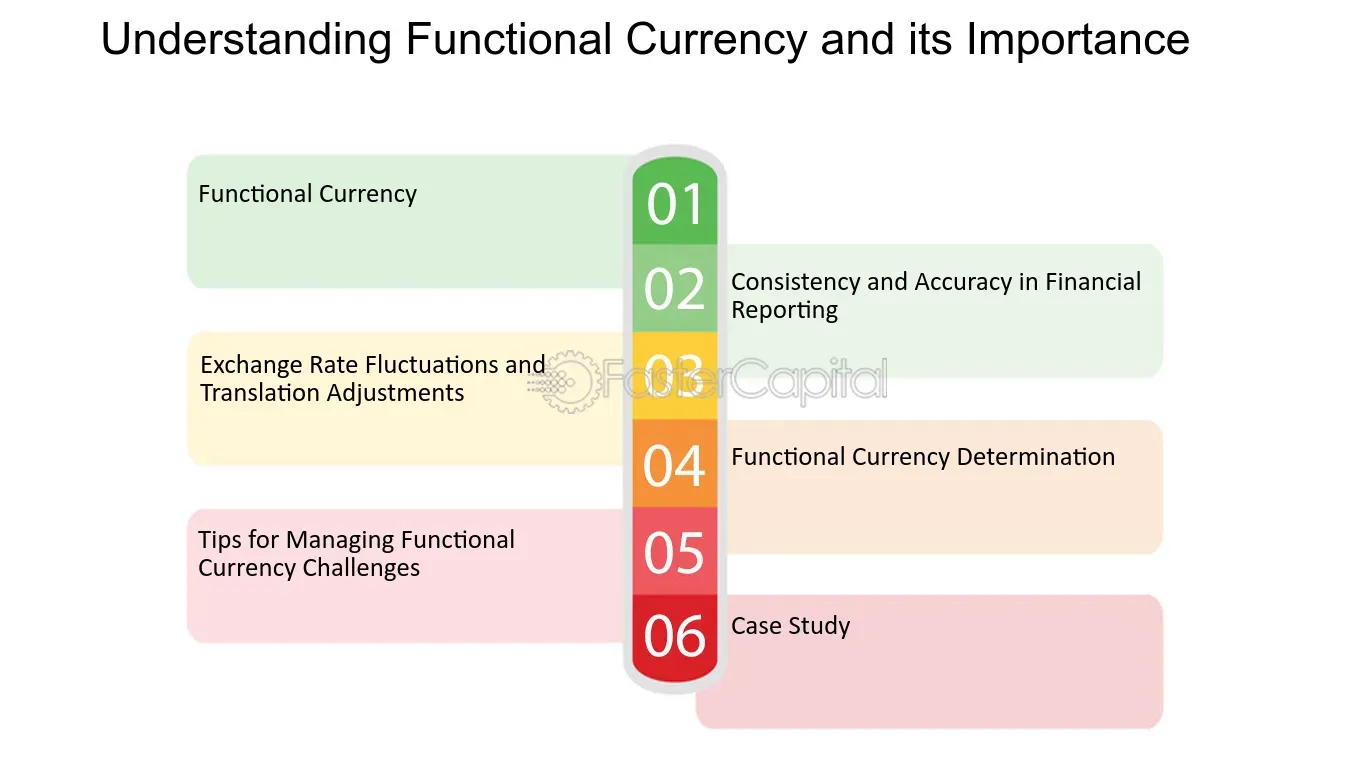 Understanding Functional Currency and its Importance
01
Functional Currency
02
Consistency and Accuracy in Financial
Reporting
03
Exchange Rate Fluctuations and
Translation Adjustments
FasterCapital
04
Functional Currency Determination
05
Tips for Managing Functional
Currency Challenges
06
Case Study